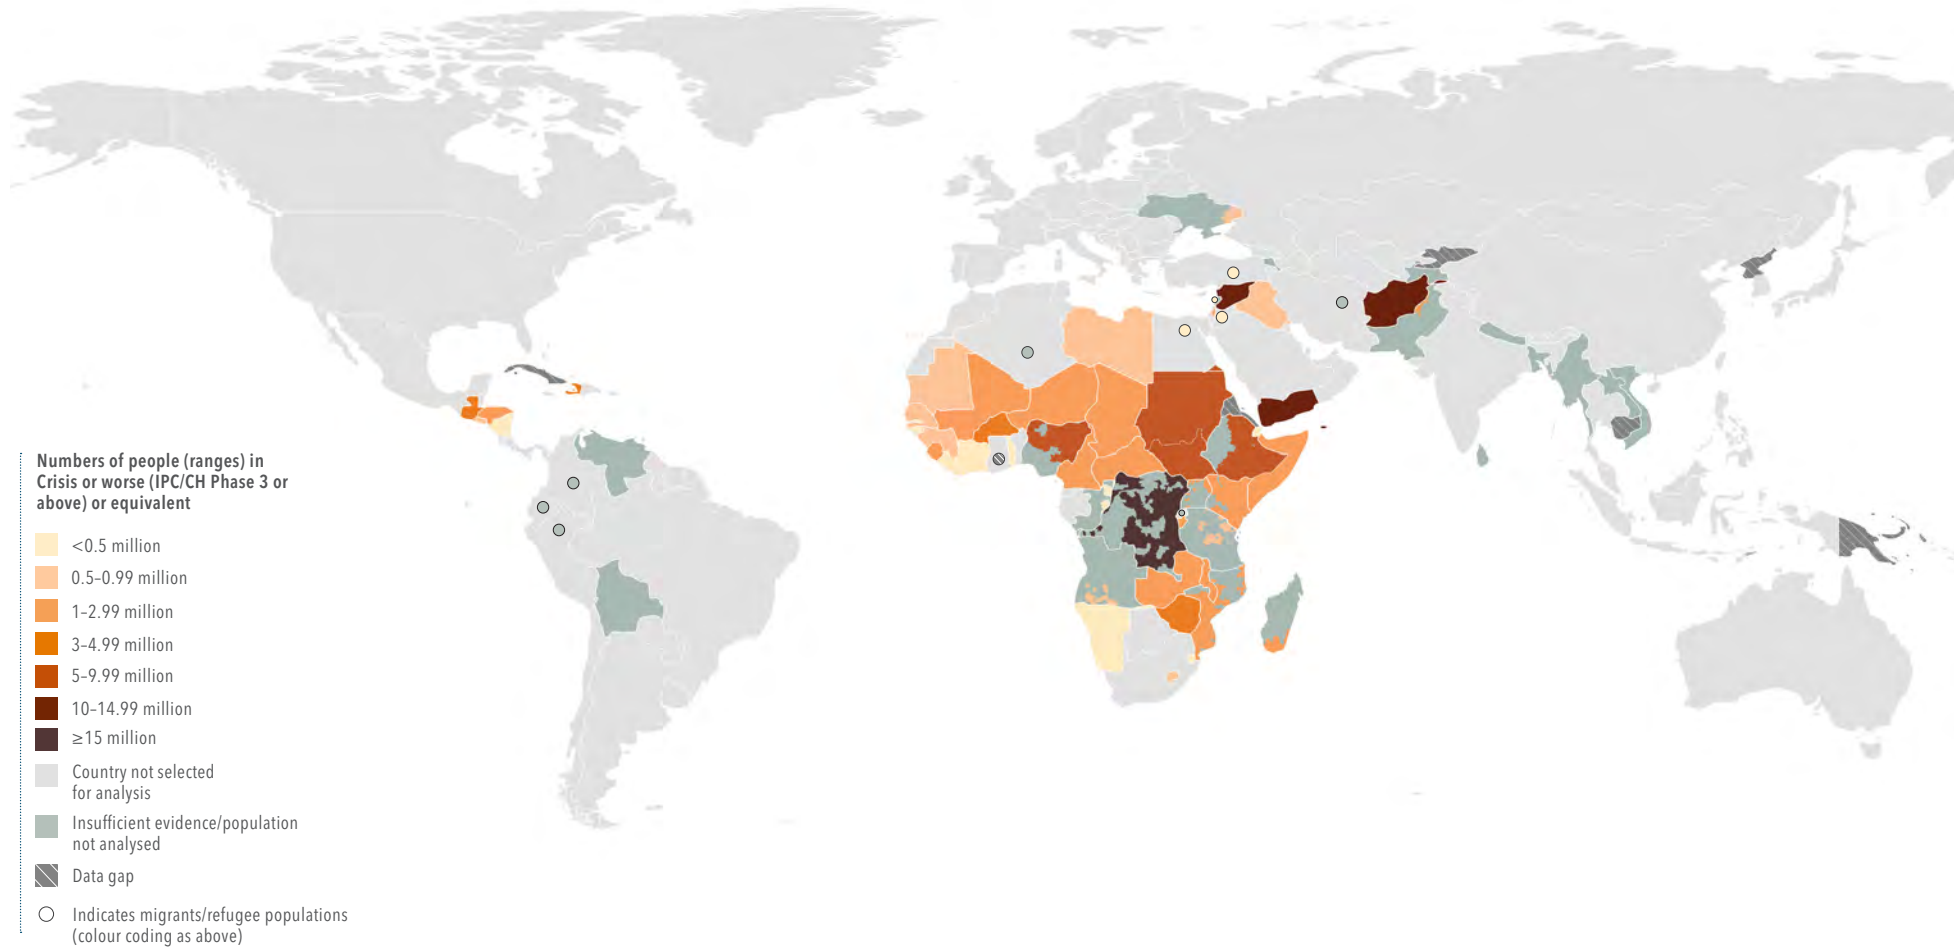 Numbers of people (ranges) in
Crisis or worse (IPC/CH Phase 3 or
above) or equivalent
<0.5 million
0.5–0.99 million
1–2.99 million
3–4.99 million
5–9.99 million
10–14.99 million
≥15 million
Country not selected
for analysis
Insufficient evidence/population
not analysed
Data gap
Indicates migrants/refugee populations
(colour coding as above)